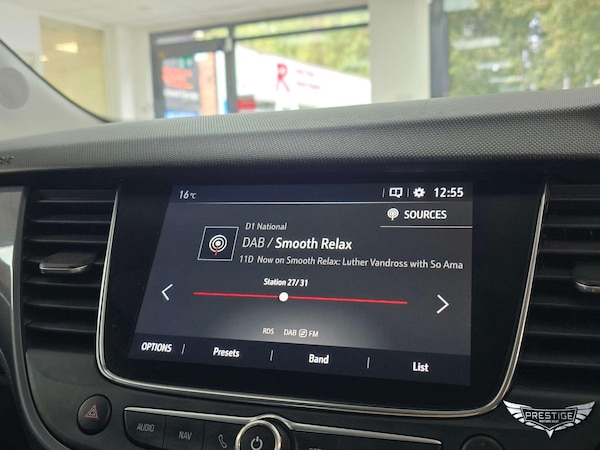 16°C
12:55
SOURCES
D1 National
DAB / Smooth Relax
11D Now on Smooth Relax: Luther Vandross with So Ama
Station 27/31
RDS DAB FM
OPTIONS Presets Band List
AUDIO NAV
PRESTIGE